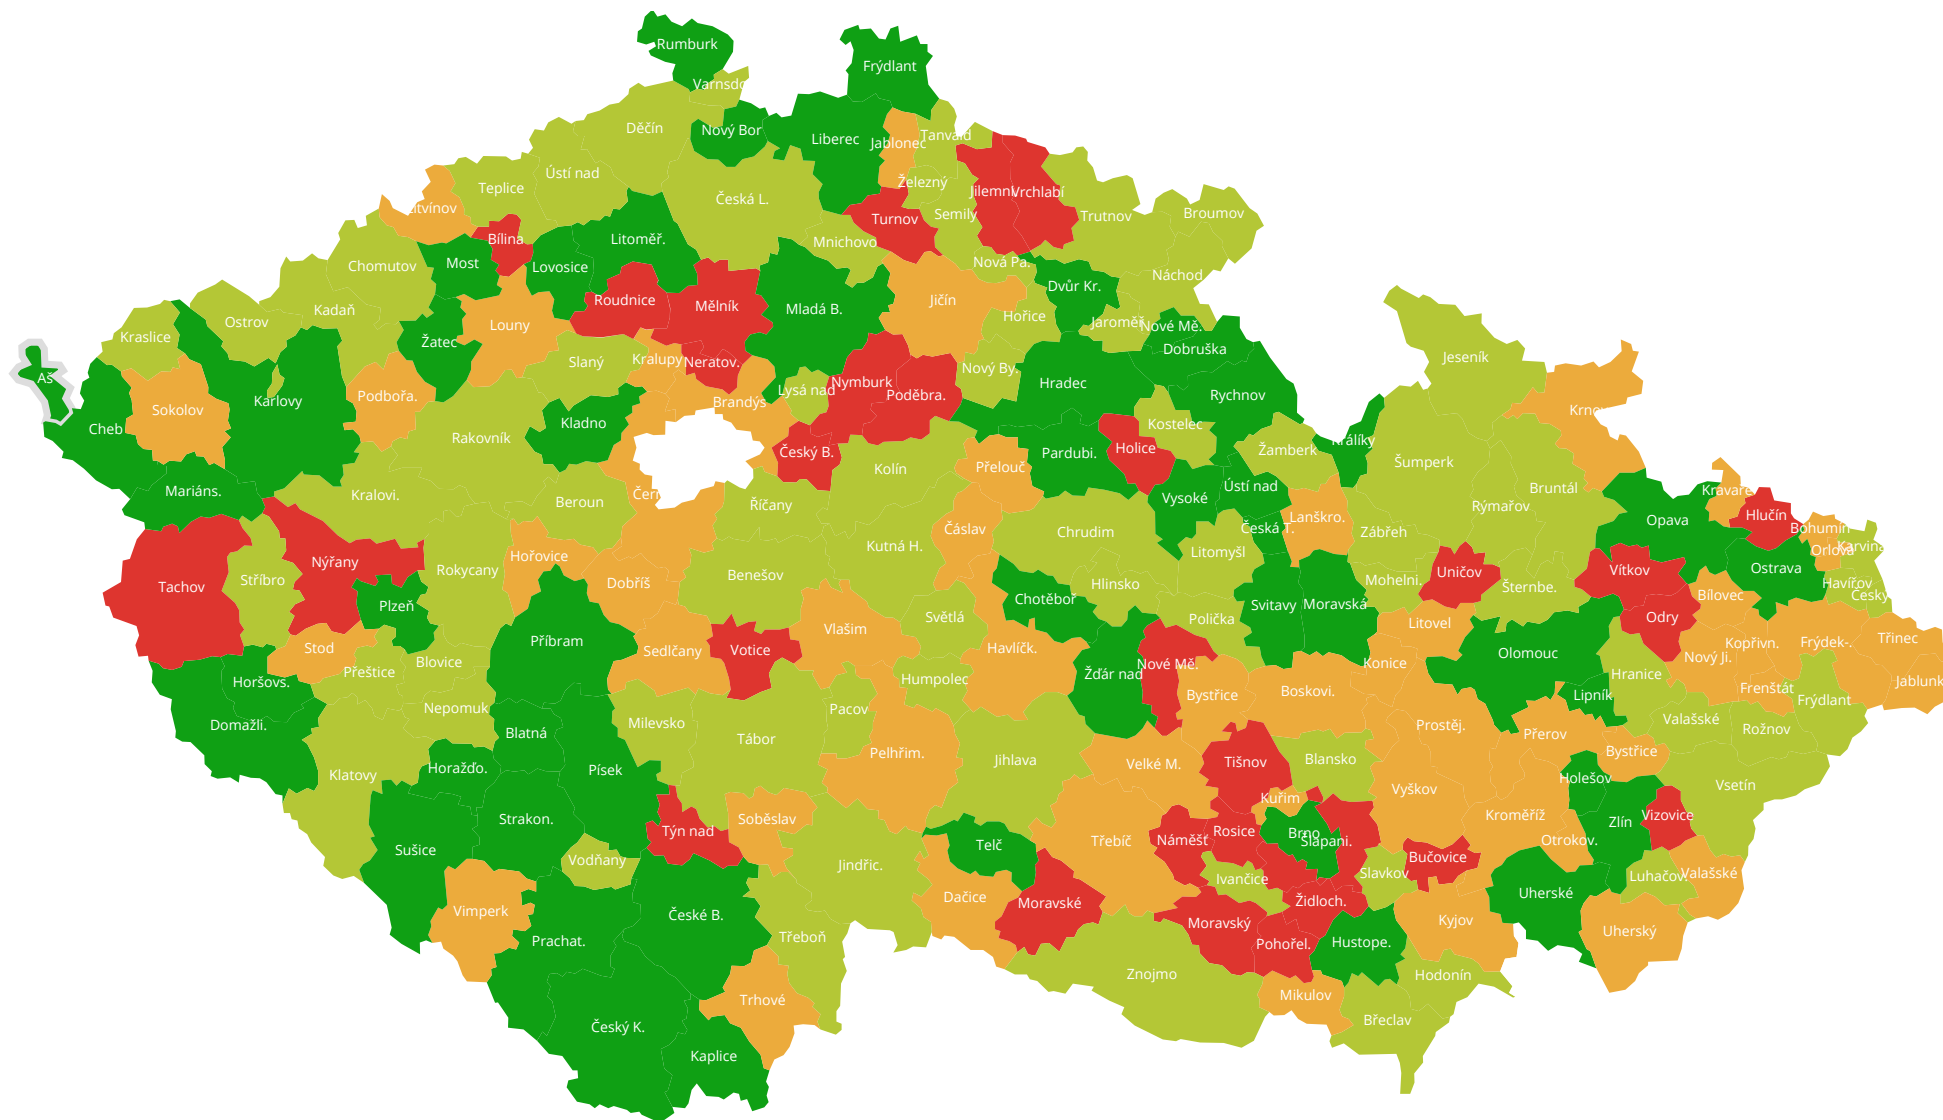 Rumburk
Frýdlant
Varnsdo
Děčín
Nový Bor
Liberec
Tanvald
Jablonec
Ústí nad
Teplice
Železný
Jilemni
Vrchlabí
Česká L.
Litvínov
Semily
Trutnov
Broumov
Turnov
Bílina
Litoměř.
Mnichovo
Most
Lovosice
Chomutov
Nová Pa.
Náchod
Dvůr Kr.
Roudnice
Mělník
Jičín
Kadaň
Mladá B.
Hořice
Ostrov
Louny
Jaroměř
Nové Mě.
Kraslice
Žatec
Dobruška
Jeseník
Slaný
Kralupy
Neratov.
Nový By.
Aš
Nymburk
Hradec
Lysá nad
Poděbra.
Rychnov
Podbořa.
Karlovy
Brandýs
Sokolov
Krnov
Kladno
Kostelec
Cheb
Rakovník
Králíky
Holice
Žamberk
Český B.
Pardubi.
Šumperk
Přelouč
Kolín
Ústí nad
Bruntál
Mariáns.
Kravaře
Kralovi.
Černo
Vysoké
Beroun
Říčany
Rýmařov
Hlučín
Lanškro.
Opava
Čáslav
Česká T.
Bohumín
Chrudim
Zábřeh
Kutná H.
Karviná
Orlová
Litomyšl
Hořovice
Nýřany
Ostrava
Rokycany
Vítkov
Uničov
Benešov
Stříbro
Mohelni.
Dobříš
Havířov
Hlinsko
Tachov
Šternbe.
Český
Bílovec
Chotěboř
Moravská
Svitavy
Plzeň
Světlá
Odry
Polička
Litovel
Vlašim
Třinec
Příbram
Frýdek-.
Kopřivn.
Stod
Havlíčk.
Votice
Sedlčany
Olomouc
Nový Ji.
Blovice
Konice
Nové Mě.
Přeštice
Žďár nad
Hranice
Humpolec
Jablunk
Horšovs.
Frenštát
Boskovi.
Bystřice
Lipník
Frýdlant
Nepomuk
Pacov
Valašské
Milevsko
Domažli.
Prostěj.
Rožnov
Blatná
Přerov
Tábor
Bystřice
Pelhřim.
Blansko
Jihlava
Tišnov
Velké M.
Horažďo.
Písek
Klatovy
Holešov
Vsetín
Vyškov
Kuřim
Vizovice
Kroměříž
Strakon.
Soběslav
Zlín
Týn nad
Rosice
Brno
Náměšť
Třebíč
Šlapani.
Otrokov.
Telč
Sušice
Bučovice
Vodňany
Jindřic.
Slavkov
Valašské
Luhačov.
Ivančice
Uherské
Dačice
Židloch.
Moravské
Vimperk
České B.
Kyjov
Moravský
Uherský
Třeboň
Prachat.
Hustope.
Pohořel.
Znojmo
Hodonín
Mikulov
Trhové
Břeclav
Český K.
Kaplice